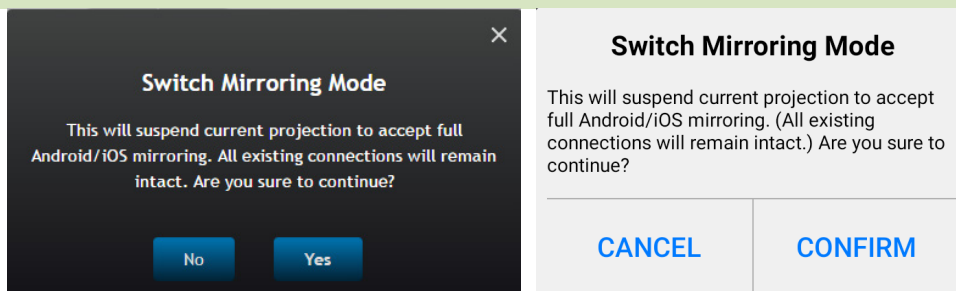 Switch Mirroring Mode
This will suspend current projection to accept full
Android/iOS mirroring. All existing connections will remain
intact. Are you sure to continue?
No
Yes
Switch Mirroring Mode
This will suspend current projection to accept
full Android/iOS mirroring. (All existing
connections will remain intact.) Are you sure to
continue?
CANCEL
CONFIRM